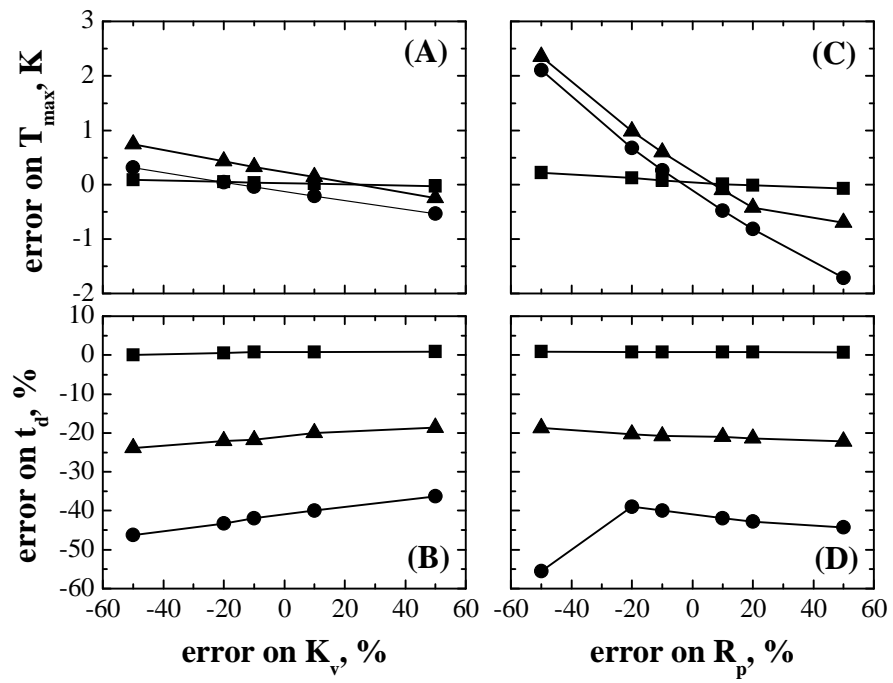 3
2
1
0
-1
-2
error on T_max, K
(A)
(C)
10
0
-10
-20
-30
-40
-50
-60
error on t_d, %
(B)
(D)
-60 -40 -20 0 20 40 60
-60 -40 -20 0 20 40 60
error on K_v, %
error on R_p, %